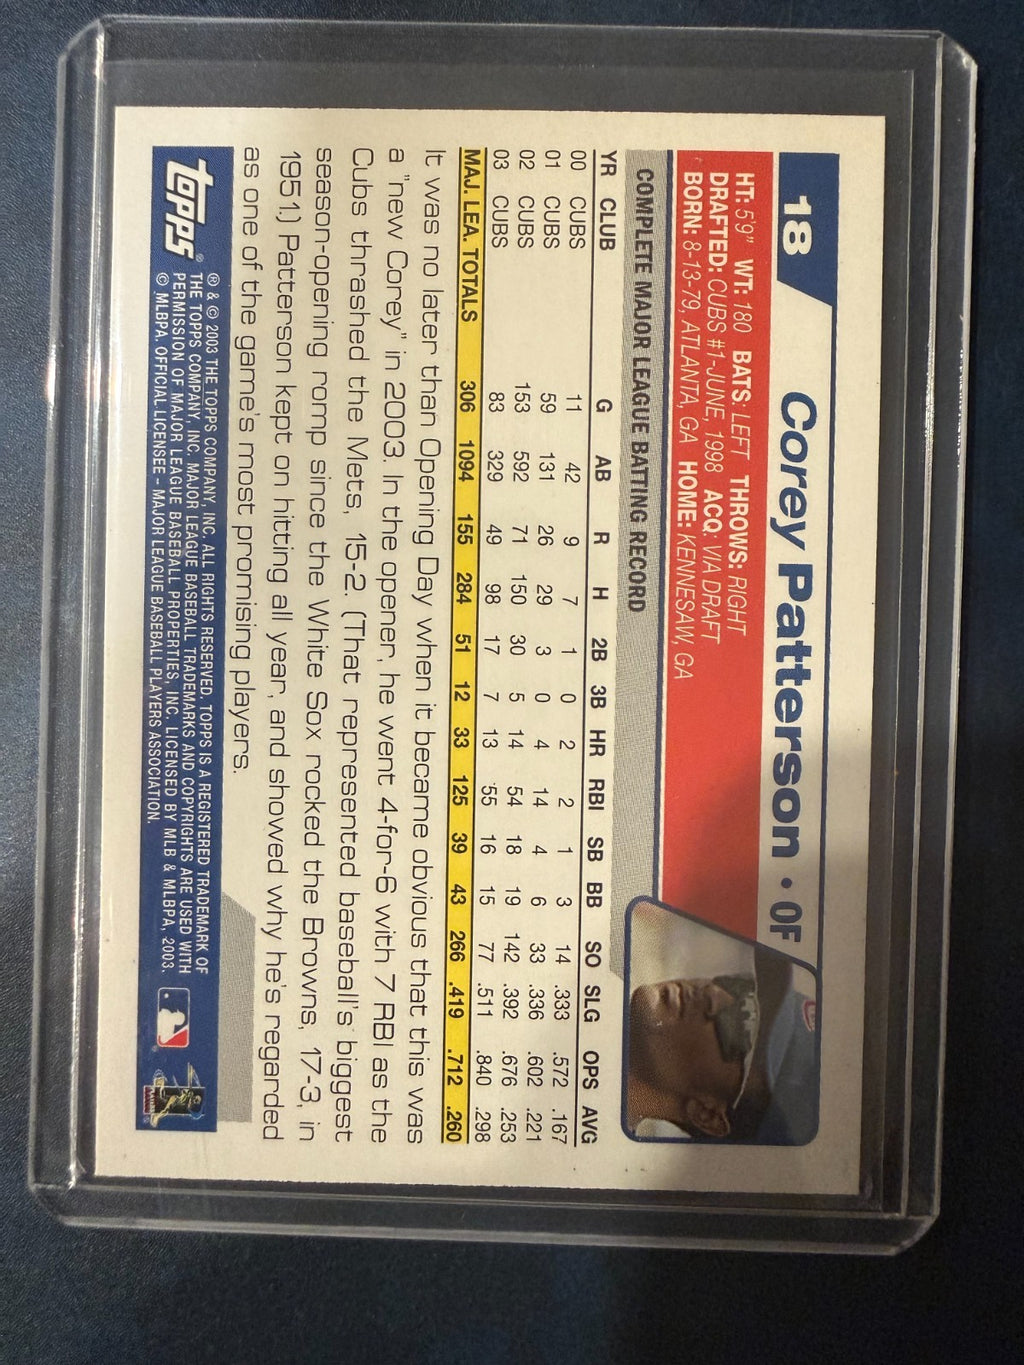 18 Corey Patterson • OF
HT: 5'9" WT: 180 BATS: LEFT THROWS: RIGHT
DRAFTED: CUBS #1-JUNE, 1998 ACQ: VIA DRAFT
BORN: 8-13-79, ATLANTA, GA HOME: KENNESAW, GA
COMPLETE MAJOR LEAGUE BATTING RECORD
YR CLUB G AB R H 2B 3B HR RBI SB BB SO SLG OPS AVG
00 CUBS 11 42 9 7 1 0 2 2 1 3 14 .333 .572 .167
01 CUBS 59 131 26 29 3 0 4 14 4 6 33 .336 .602 .221
02 CUBS 153 592 71 150 30 5 14 54 18 19 142 .392 .676 .253
03 CUBS 83 329 49 98 17 7 13 55 16 15 77 .511 .840 .298
MAJ. LEA. TOTALS 306 1094 155 284 51 12 33 125 39 43 266 .419 .712 .260
It was no later than Opening Day when it became obvious that this was
a "new Corey" in 2003. In the opener, he went 4-for-6 with 7 RBI as the
Cubs thrashed the Mets, 15-2. (That represented baseball's biggest
season-opening romp since the White Sox rocked the Browns, 17-3, in
1951.) Patterson kept on hitting all year, and showed why he's regarded
as one of the game's most promising players.
topps®
® & © 2003 THE TOPPS COMPANY, INC. ALL RIGHTS RESERVED. TOPPS IS A REGISTERED TRADEMARK OF
THE TOPPS COMPANY, INC. MAJOR LEAGUE BASEBALL TRADEMARKS AND COPYRIGHTS ARE USED WITH
PERMISSION OF MAJOR LEAGUE BASEBALL PROPERTIES, INC. LICENSED BY MLB & MLBPA, 2003.
© MLBPA. OFFICIAL LICENSEE - MAJOR LEAGUE BASEBALL PLAYERS ASSOCIATION.